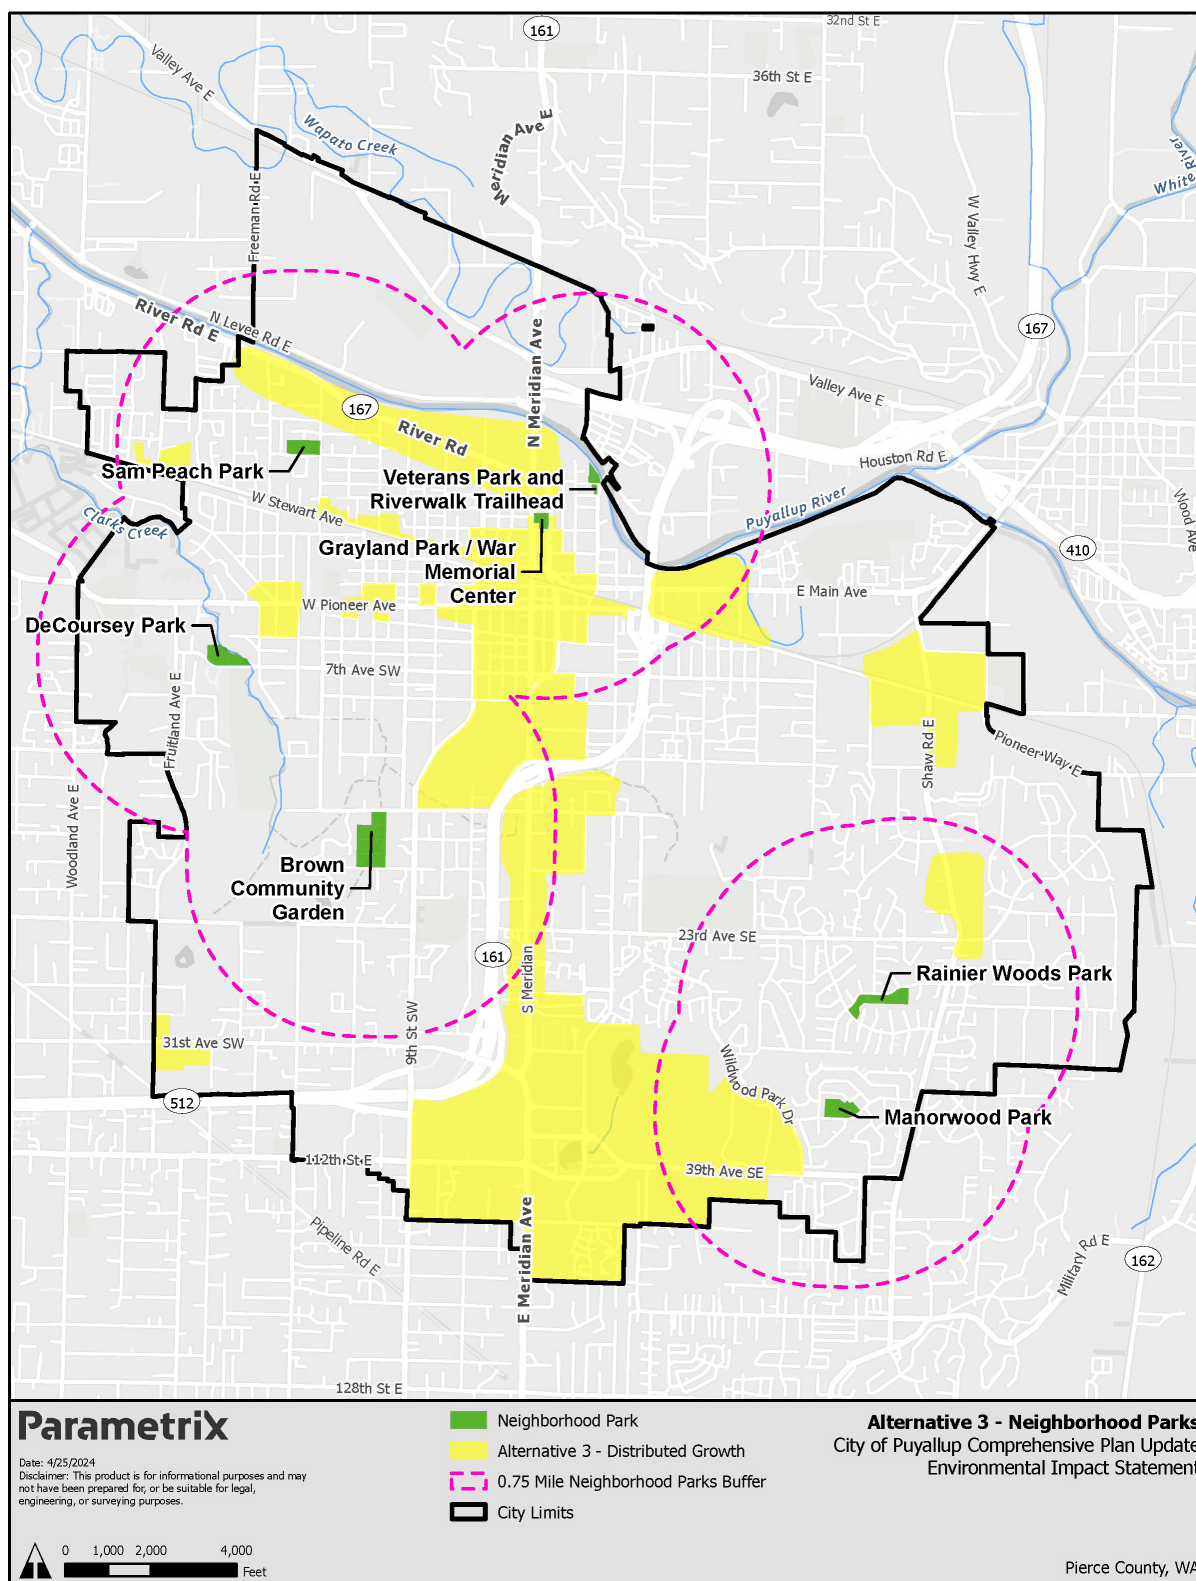 161
32nd St E
36th St E
Valley Ave E
Wapato Creek
Meridian Ave E
White River
Freeman Rd E
W Valley Hwy E
River Rd E
N Levee Rd E
N Meridian Ave
167
Valley Ave E
167
River Rd
Houston Rd E
Sam Peach Park
Veterans Park and
Riverwalk Trailhead
Puyallup River
Wood Ave
W Stewart Ave
Clarks Creek
410
Grayland Park / War
Memorial
Center
E Main Ave
W Pioneer Ave
DeCoursey Park
7th Ave SW
Fruitland Ave E
Shaw Rd E
Pioneer Way E
Woodland Ave E
Brown
Community
Garden
23rd Ave SE
161
S Meridian
Rainier Woods Park
9th St SW
31st Ave SW
Wildwood Park Dr
512
Manorwood Park
112th St E
39th Ave SE
E Meridian Ave
Pipeline Rd E
Military Rd E
162
128th St E
Parametrix
Date: 4/25/2024
Disclaimer: This product is for informational purposes and may
not have been prepared for, or be suitable for legal,
engineering, or surveying purposes.
0 1,000 2,000 4,000
Feet
Neighborhood Park
Alternative 3 - Distributed Growth
0.75 Mile Neighborhood Parks Buffer
City Limits
Alternative 3 - Neighborhood Parks
City of Puyallup Comprehensive Plan Update
Environmental Impact Statement
Pierce County, WA